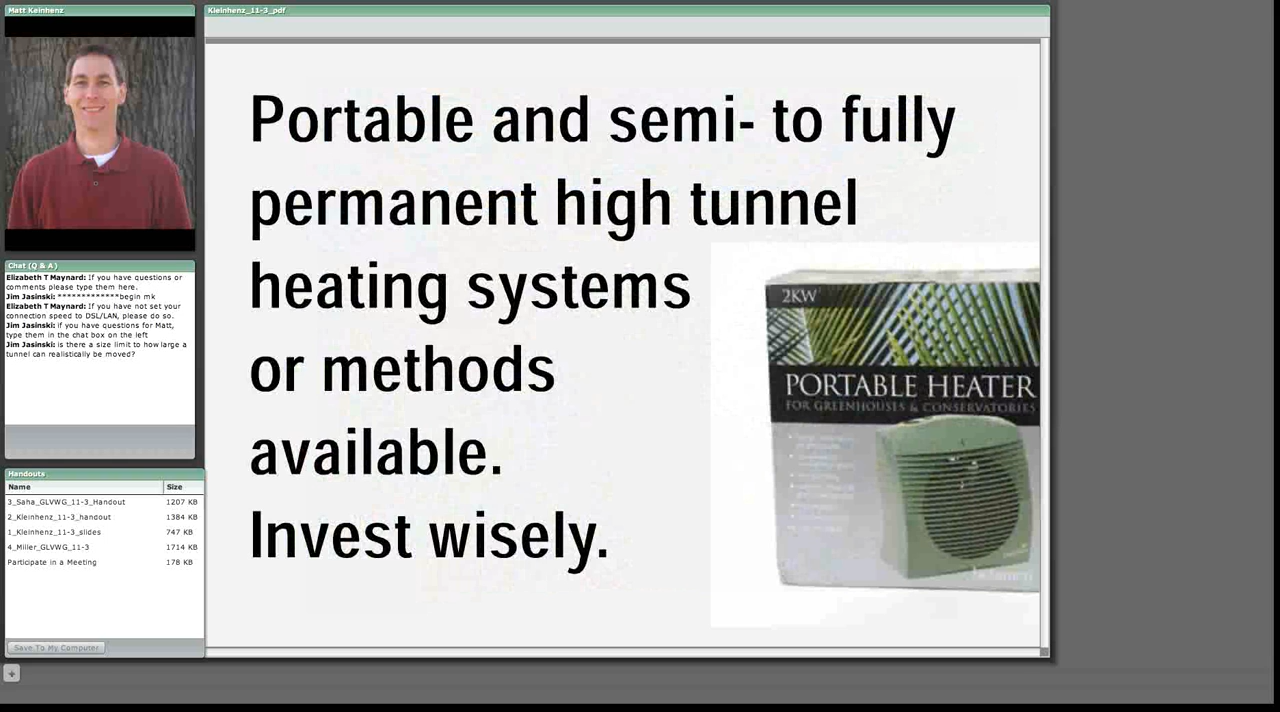 Matt Keinhenz
Chat (Q & A)
Elizabeth T Maynard: If you have questions or
comments please type them here.
Jim Jasinski: *************begin mk
Elizabeth T Maynard: If you have not set your
connection speed to DSL/LAN, please do so.
Jim Jasinski: if you have questions for Matt,
type them in the chat box on the left
Jim Jasinski: is there a size limit to how large a
tunnel can realistically be moved?
Handouts
Name Size
3_Saha_GLVWG_11-3_Handout 1207 KB
2_Kleinhenz_11-3_handout 1384 KB
1_Kleinhenz_11-3_slides 747 KB
4_Miller_GLVWG_11-3 1714 KB
Participate in a Meeting 178 KB
Save To My Computer
Kleinhenz_11-3_pdf
Portable and semi- to fully
permanent high tunnel
heating systems
or methods
available.
Invest wisely.
2KW
PORTABLE HEATER
FOR GREENHOUSES & CONSERVATORIES